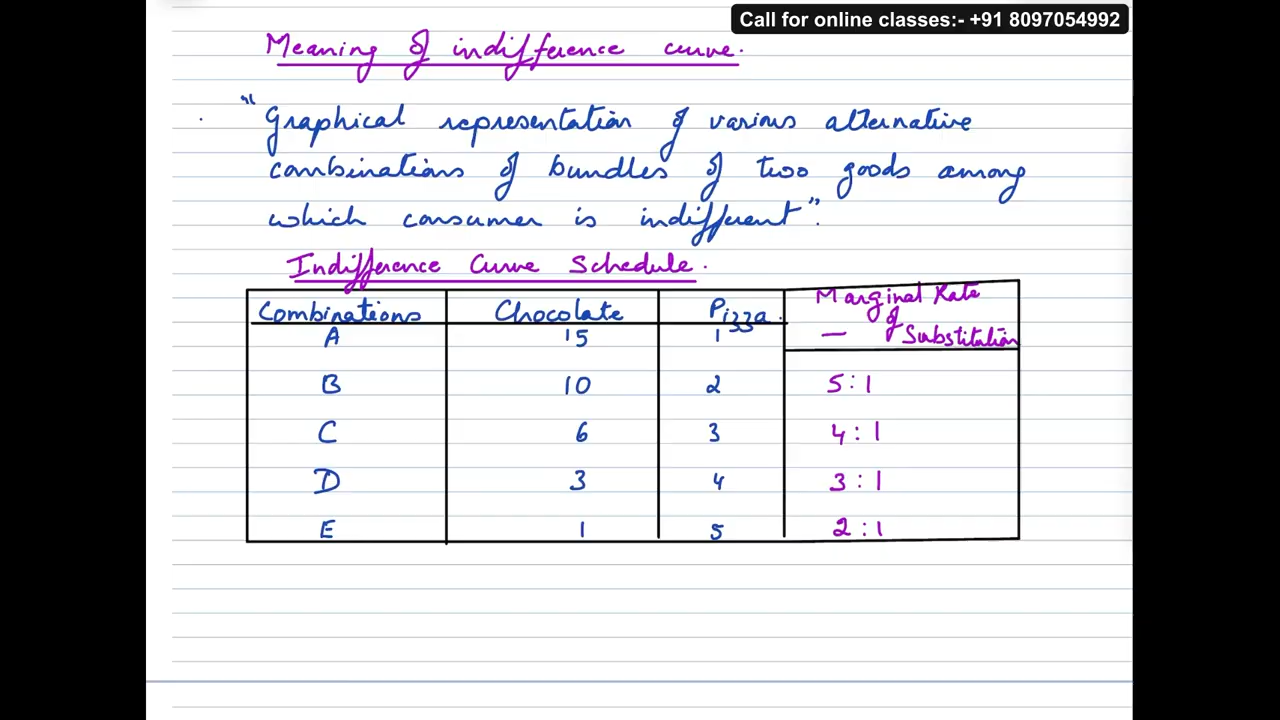 Call for online classes:- +91 8097054992
Meaning of indifference curve.
"Graphical representation of various alternative
combinations of bundles of two goods among
which consumer is indifferent".
Indifference Curve Schedule.
Combinations Chocolate Pizza. Marginal Rate of Substitution
A 15 1 —
B 10 2 5:1
C 6 3 4:1
D 3 4 3:1
E 1 5 2:1